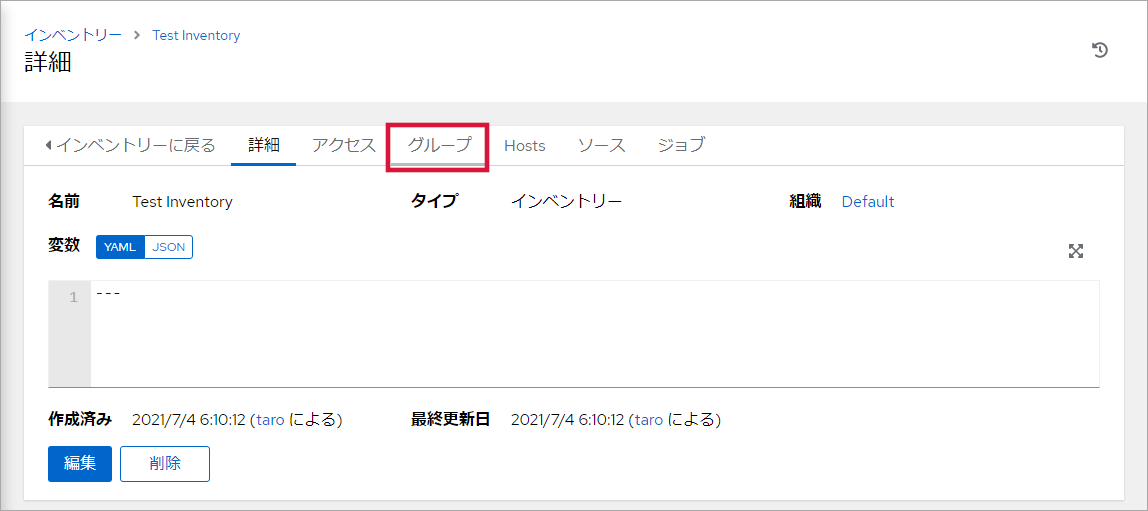 インベントリー > Test Inventory
詳細
インベントリーに戻る 詳細 アクセス グループ Hosts ソース ジョブ
名前 Test Inventory タイプ インベントリー 組織 Default
変数 YAML JSON
1 ---
作成済み 2021/7/4 6:10:12 (taro による) 最終更新日 2021/7/4 6:10:12 (taro による)
編集 削除